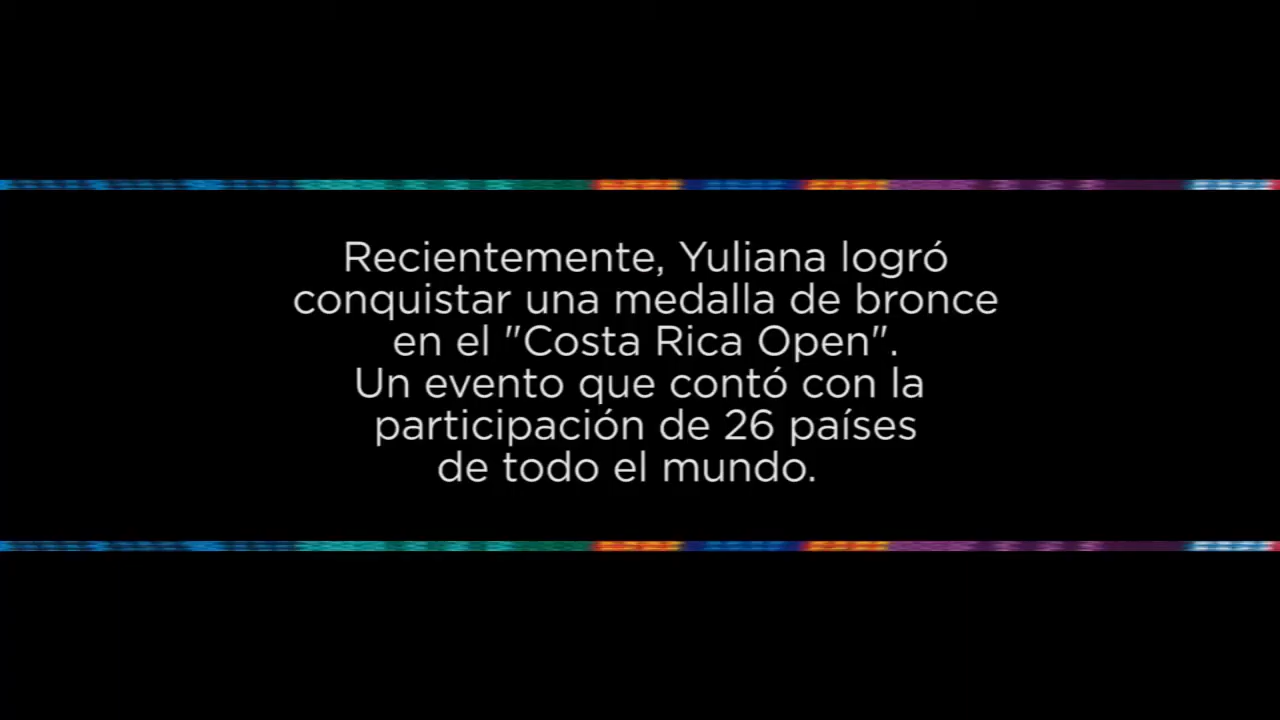 Recientemente, Yuliana logró
conquistar una medalla de bronce
en el "Costa Rica Open".
Un evento que contó con la
participación de 26 países
de todo el mundo.